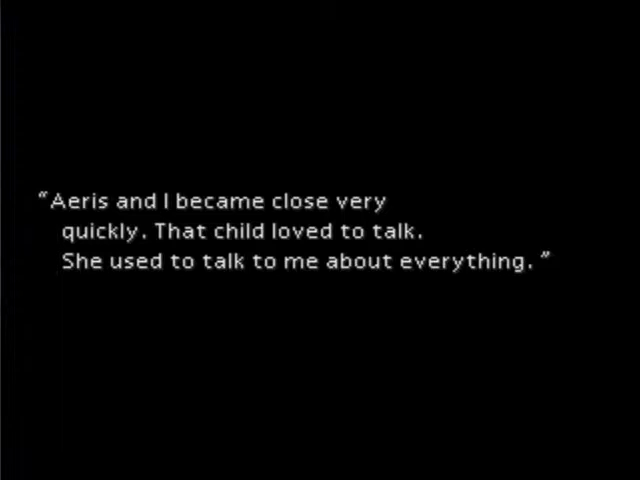 “Aeris and I became close very
quickly. That child loved to talk.
She used to talk to me about everything. ”